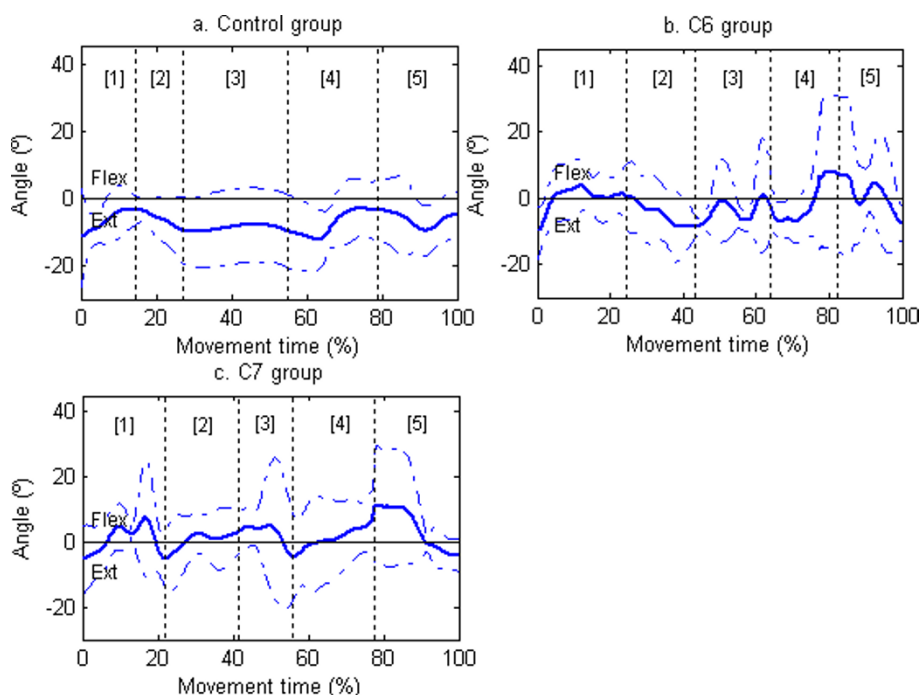 a. Control group
[1] [2] [3] [4] [5]
40
20
0
-20
Angle (º)
Flex
Ext
0 20 40 60 80 100
Movement time (%)
b. C6 group
[1] [2] [3] [4] [5]
40
20
0
-20
Angle (º)
Flex
Ext
0 20 40 60 80 100
Movement time (%)
c. C7 group
[1] [2] [3] [4] [5]
40
20
0
-20
Angle (º)
Flex
Ext
0 20 40 60 80 100
Movement time (%)